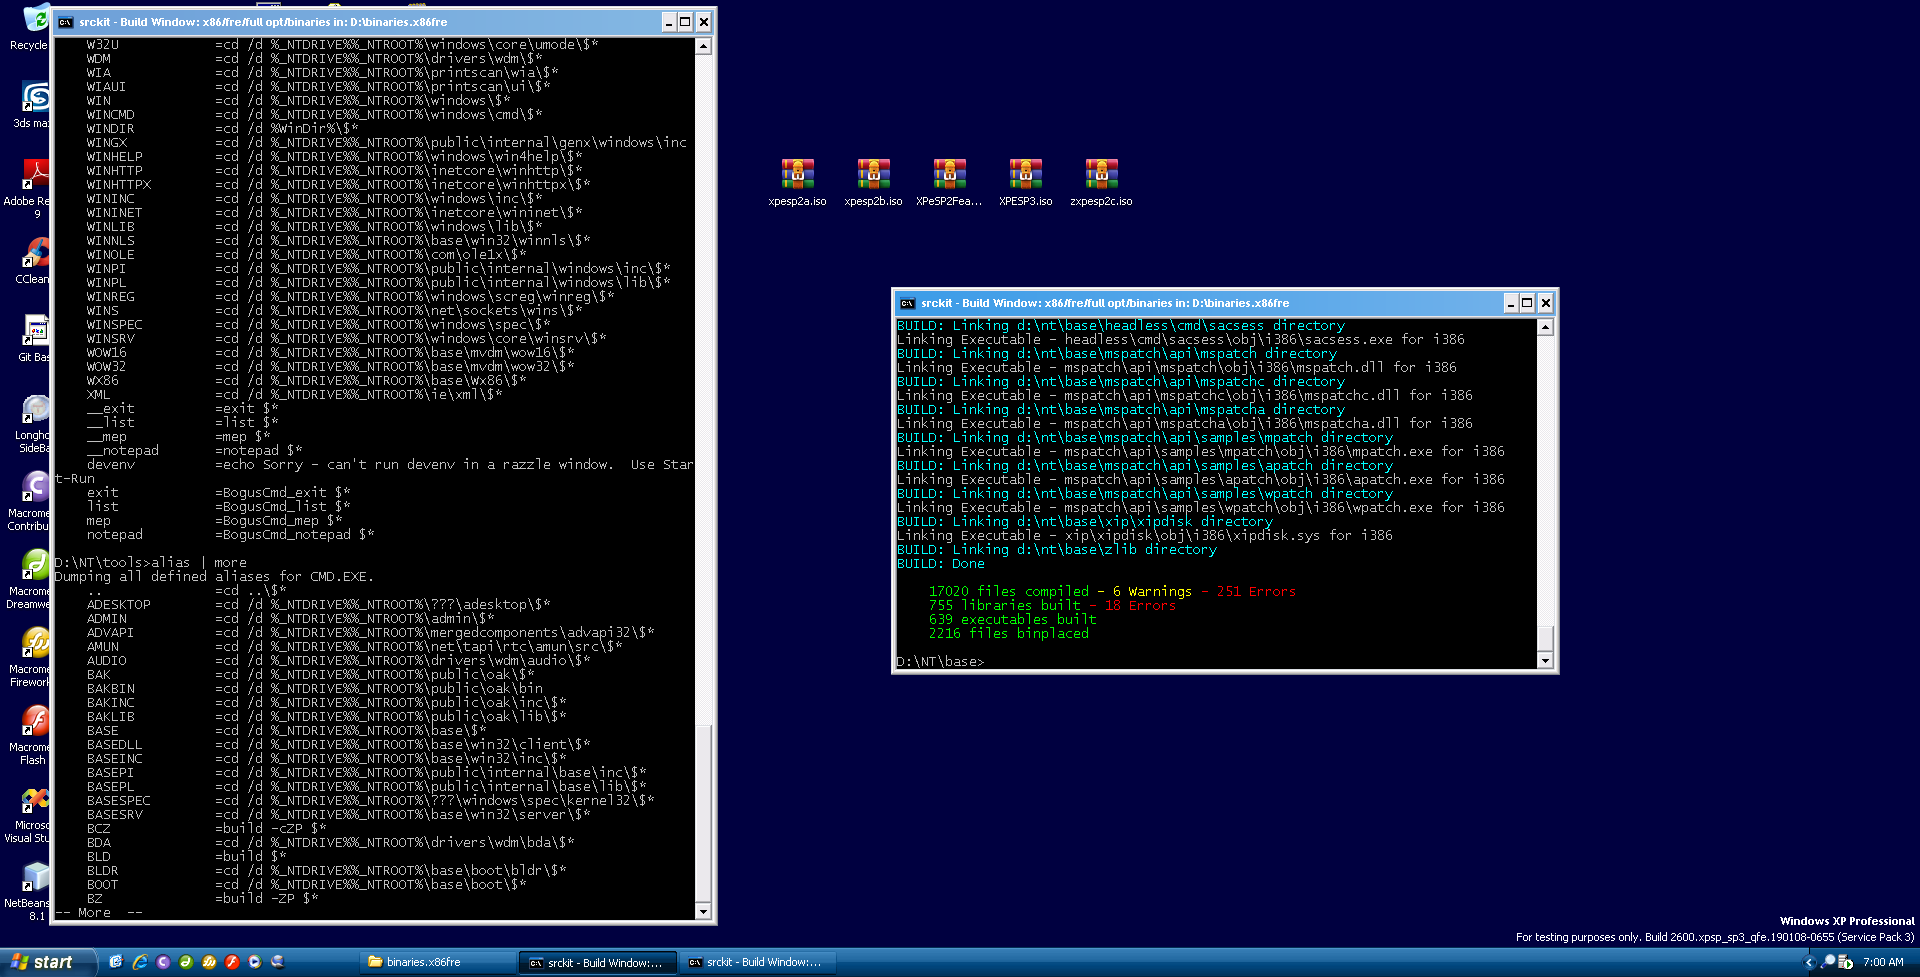 Recycle
3ds ma
Adobe Re
9
CClean
Git Bas
Longho
SideBa
Macrome
Contribu
Macrome
Dreamwe
Macrome
Firework
Macrome
Flash
Microso
Visual Stu
NetBeans
8.1
srckit - Build Window: x86/fre/full opt/binaries in: D:\binaries.x86fre
W32U =cd /d %_NTDRIVE%%_NTROOT%\windows\core\umode\$*
WDM =cd /d %_NTDRIVE%%_NTROOT%\drivers\wdm\$*
WIA =cd /d %_NTDRIVE%%_NTROOT%\printscan\wia\$*
WIAUI =cd /d %_NTDRIVE%%_NTROOT%\printscan\ui\$*
WIN =cd /d %_NTDRIVE%%_NTROOT%\windows\$*
WINCMD =cd /d %_NTDRIVE%%_NTROOT%\windows\cmd\$*
WINDIR =cd /d %WinDir%\$*
WINGX =cd /d %_NTDRIVE%%_NTROOT%\public\internal\genx\windows\inc
WINHELP =cd /d %_NTDRIVE%%_NTROOT%\windows\win4help\$*
WINHTTP =cd /d %_NTDRIVE%%_NTROOT%\inetcore\winhttp\$*
WINHTTPX =cd /d %_NTDRIVE%%_NTROOT%\inetcore\winhttpx\$*
WININC =cd /d %_NTDRIVE%%_NTROOT%\windows\inc\$*
WININET =cd /d %_NTDRIVE%%_NTROOT%\inetcore\wininet\$*
WINLIB =cd /d %_NTDRIVE%%_NTROOT%\windows\lib\$*
WINNLS =cd /d %_NTDRIVE%%_NTROOT%\base\win32\winnls\$*
WINOLE =cd /d %_NTDRIVE%%_NTROOT%\com\ole1x\$*
WINPI =cd /d %_NTDRIVE%%_NTROOT%\public\internal\windows\inc\$*
WINPL =cd /d %_NTDRIVE%%_NTROOT%\public\internal\windows\lib\$*
WINREG =cd /d %_NTDRIVE%%_NTROOT%\windows\screg\winreg\$*
WINS =cd /d %_NTDRIVE%%_NTROOT%\net\sockets\wins\$*
WINSPEC =cd /d %_NTDRIVE%%_NTROOT%\windows\spec\$*
WINSRV =cd /d %_NTDRIVE%%_NTROOT%\windows\core\winsrv\$*
WOW16 =cd /d %_NTDRIVE%%_NTROOT%\base\mvdm\wow16\$*
WOW32 =cd /d %_NTDRIVE%%_NTROOT%\base\mvdm\wow32\$*
WX86 =cd /d %_NTDRIVE%%_NTROOT%\base\Wx86\$*
XML =cd /d %_NTDRIVE%%_NTROOT%\ie\xml\$*
__exit =exit $*
__list =list $*
__mep =mep $*
__notepad =notepad $*
devenv =echo Sorry - can't run devenv in a razzle window.  Use Star
t-Run
exit =BogusCmd_exit $*
list =BogusCmd_list $*
mep =BogusCmd_mep $*
notepad =BogusCmd_notepad $*
D:\NT\tools>alias | more
Dumping all defined aliases for CMD.EXE.
.. =cd ..\$*
ADESKTOP =cd /d %_NTDRIVE%%_NTROOT%\???\adesktop\$*
ADMIN =cd /d %_NTDRIVE%%_NTROOT%\admin\$*
ADVAPI =cd /d %_NTDRIVE%%_NTROOT%\mergedcomponents\advapi32\$*
AMUN =cd /d %_NTDRIVE%%_NTROOT%\net\tapi\rtc\amun\src\$*
AUDIO =cd /d %_NTDRIVE%%_NTROOT%\drivers\wdm\audio\$*
BAK =cd /d %_NTDRIVE%%_NTROOT%\public\oak\$*
BAKBIN =cd /d %_NTDRIVE%%_NTROOT%\public\oak\bin
BAKINC =cd /d %_NTDRIVE%%_NTROOT%\public\oak\inc\$*
BAKLIB =cd /d %_NTDRIVE%%_NTROOT%\public\oak\lib\$*
BASE =cd /d %_NTDRIVE%%_NTROOT%\base\$*
BASEDLL =cd /d %_NTDRIVE%%_NTROOT%\base\win32\client\$*
BASEINC =cd /d %_NTDRIVE%%_NTROOT%\base\win32\inc\$*
BASEPI =cd /d %_NTDRIVE%%_NTROOT%\public\internal\base\inc\$*
BASEPL =cd /d %_NTDRIVE%%_NTROOT%\public\internal\base\lib\$*
BASESPEC =cd /d %_NTDRIVE%%_NTROOT%\???\windows\spec\kernel32\$*
BASESRV =cd /d %_NTDRIVE%%_NTROOT%\base\win32\server\$*
BCZ =build -cZP $*
BDA =cd /d %_NTDRIVE%%_NTROOT%\drivers\wdm\bda\$*
BLD =build $*
BLDR =cd /d %_NTDRIVE%%_NTROOT%\base\boot\bldr\$*
BOOT =cd /d %_NTDRIVE%%_NTROOT%\base\boot\$*
BZ =build -ZP $*
-- More  --
xpesp2a.iso xpesp2b.iso XPeSP2Fea... XPESP3.iso zxpesp2c.iso
srckit - Build Window: x86/fre/full opt/binaries in: D:\binaries.x86fre
BUILD: Linking d:\nt\base\headless\cmd\sacsess directory
Linking Executable - headless\cmd\sacsess\obj\i386\sacsess.exe for i386
BUILD: Linking d:\nt\base\mspatch\api\mspatch directory
Linking Executable - mspatch\api\mspatch\obj\i386\mspatch.dll for i386
BUILD: Linking d:\nt\base\mspatch\api\mspatchc directory
Linking Executable - mspatch\api\mspatchc\obj\i386\mspatchc.dll for i386
BUILD: Linking d:\nt\base\mspatch\api\mspatcha directory
Linking Executable - mspatch\api\mspatcha\obj\i386\mspatcha.dll for i386
BUILD: Linking d:\nt\base\mspatch\api\samples\mpatch directory
Linking Executable - mspatch\api\samples\mpatch\obj\i386\mpatch.exe for i386
BUILD: Linking d:\nt\base\mspatch\api\samples\apatch directory
Linking Executable - mspatch\api\samples\apatch\obj\i386\apatch.exe for i386
BUILD: Linking d:\nt\base\mspatch\api\samples\wpatch directory
Linking Executable - mspatch\api\samples\wpatch\obj\i386\wpatch.exe for i386
BUILD: Linking d:\nt\base\xip\xipdisk directory
Linking Executable - xip\xipdisk\obj\i386\xipdisk.sys for i386
BUILD: Linking d:\nt\base\zlib directory
BUILD: Done
17020 files compiled - 6 Warnings - 251 Errors
755 libraries built - 18 Errors
639 executables built
2216 files binplaced
D:\NT\base>
Windows XP Professional
For testing purposes only. Build 2600.xpsp_sp3_qfe.190108-0655 (Service Pack 3)
start binaries.x86fre srckit - Build Window:... srckit - Build Window:... 7:00 AM